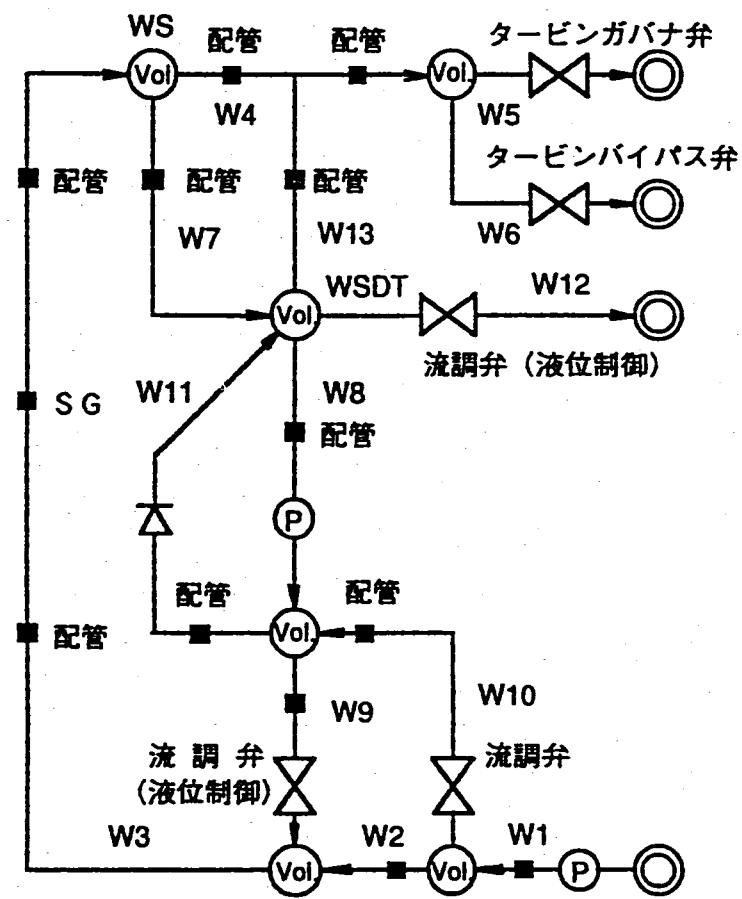 WS
配管
配管
タービンガバナ弁
Vol
Vol.
W4
W5
タービンバイパス弁
配管
配管
配管
W7
W13
W6
WSDT
W12
Vol.
流調弁（液位制御）
W11
W8
SG
配管
P
配管
配管
配管
Vol.
W9
W10
流調弁
（液位制御）
流調弁
W3
W2
W1
Vol.
Vol.
P